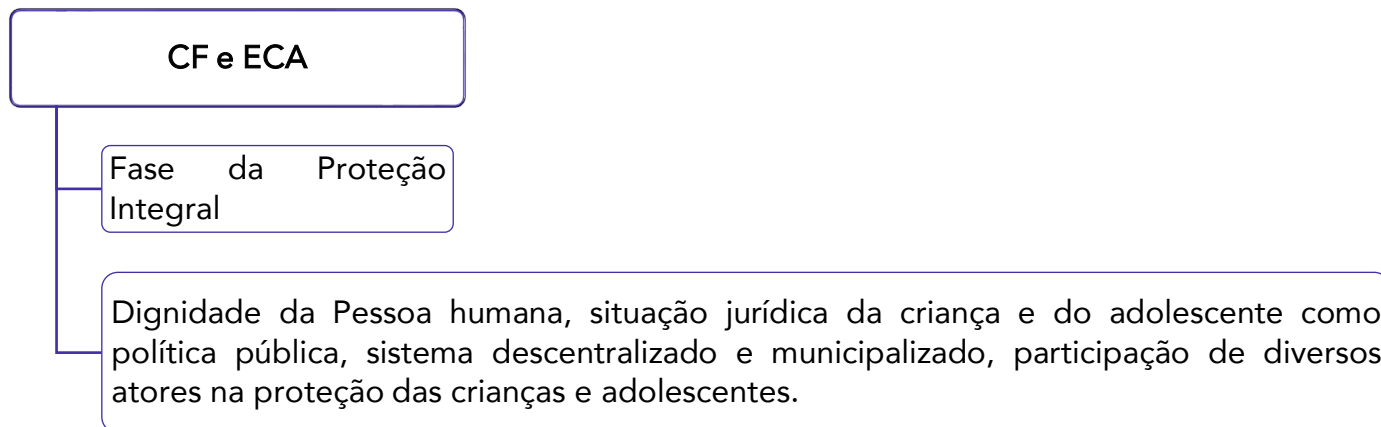 CF e ECA
Fase da Proteção
Integral
Dignidade da Pessoa humana, situação jurídica da criança e do adolescente como
política pública, sistema descentralizado e municipalizado, participação de diversos
atores na proteção das crianças e adolescentes.